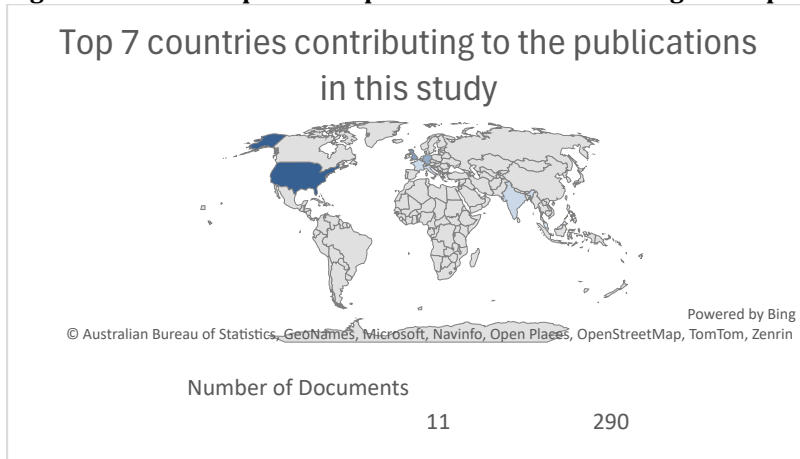 Top 7 countries contributing to the publications
in this study
Powered by Bing
© Australian Bureau of Statistics, GeoNames, Microsoft, Navinfo, Open Places, OpenStreetMap, TomTom, Zenrin
Number of Documents
11 290